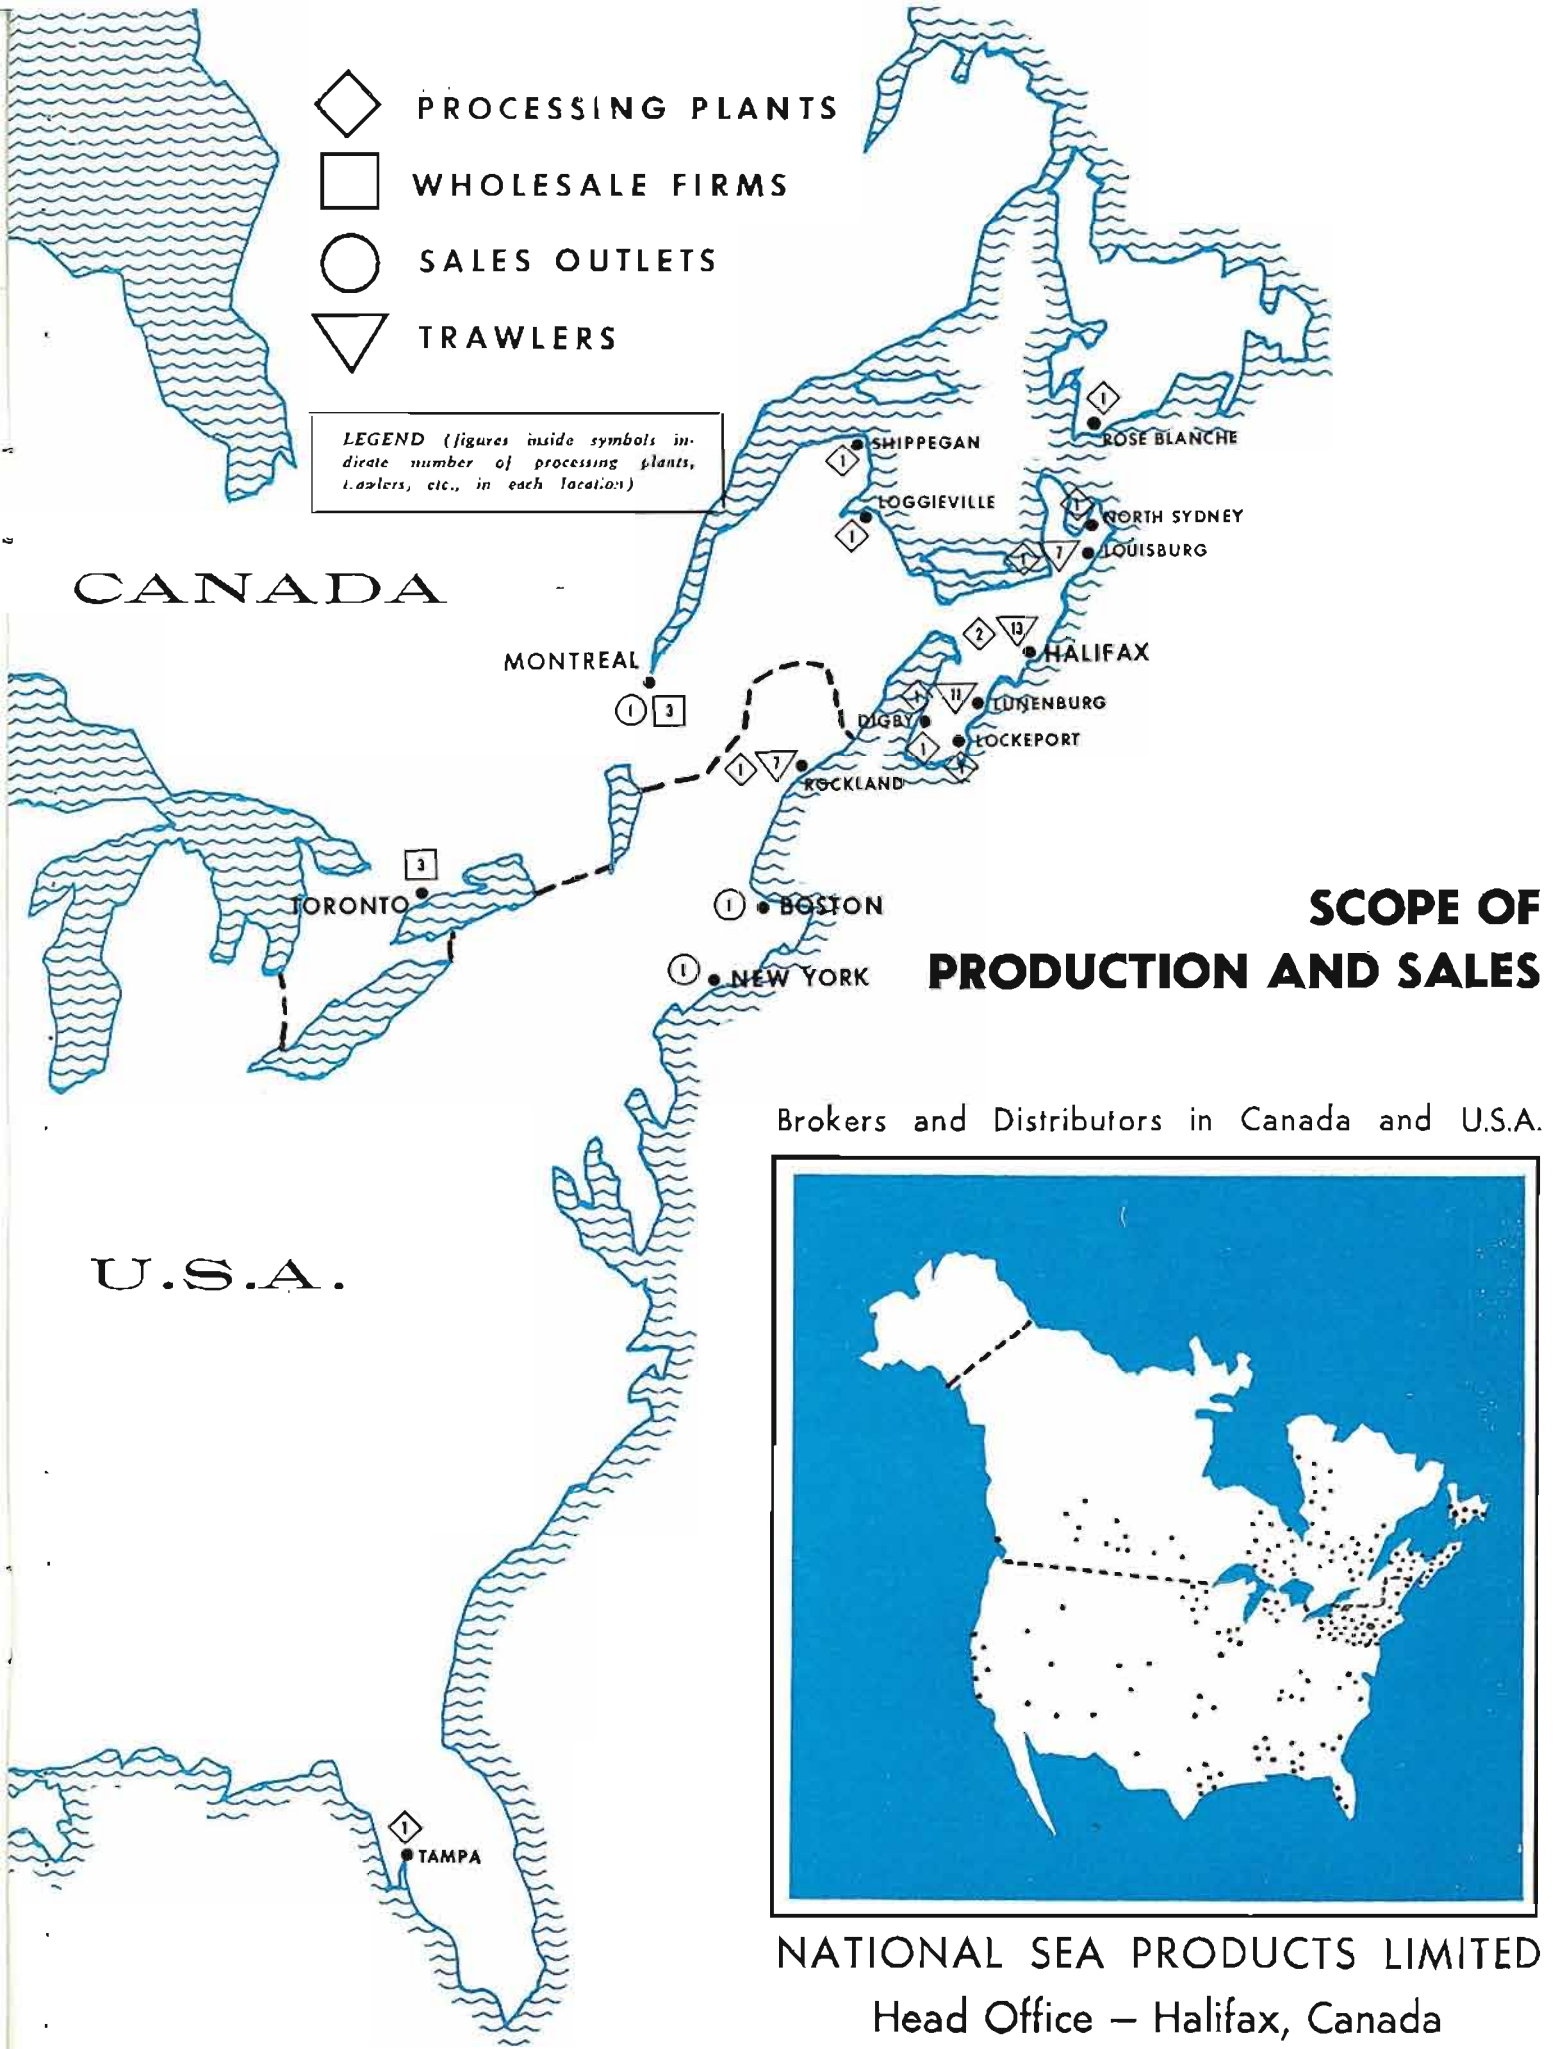 PROCESSING PLANTS
WHOLESALE FIRMS
SALES OUTLETS
TRAWLERS
LEGEND (figures inside symbols in-
dicate number of processing plants,
trawlers, etc., in each location)
CANADA
1
ROSE BLANCHE
SHIPPEGAN
1
LOGGIEVILLE
1
1
NORTH SYDNEY
1 7 LOUISBURG
2 13
HALIFAX
MONTREAL
1 3
1 11 LUNENBURG
DIGBY
1
LOCKEPORT
1 7
ROCKLAND
3
TORONTO
1 BOSTON
1 NEW YORK
SCOPE OF
PRODUCTION AND SALES
Brokers and Distributors in Canada and U.S.A.
U.S.A.
1
TAMPA
NATIONAL SEA PRODUCTS LIMITED
Head Office – Halifax, Canada